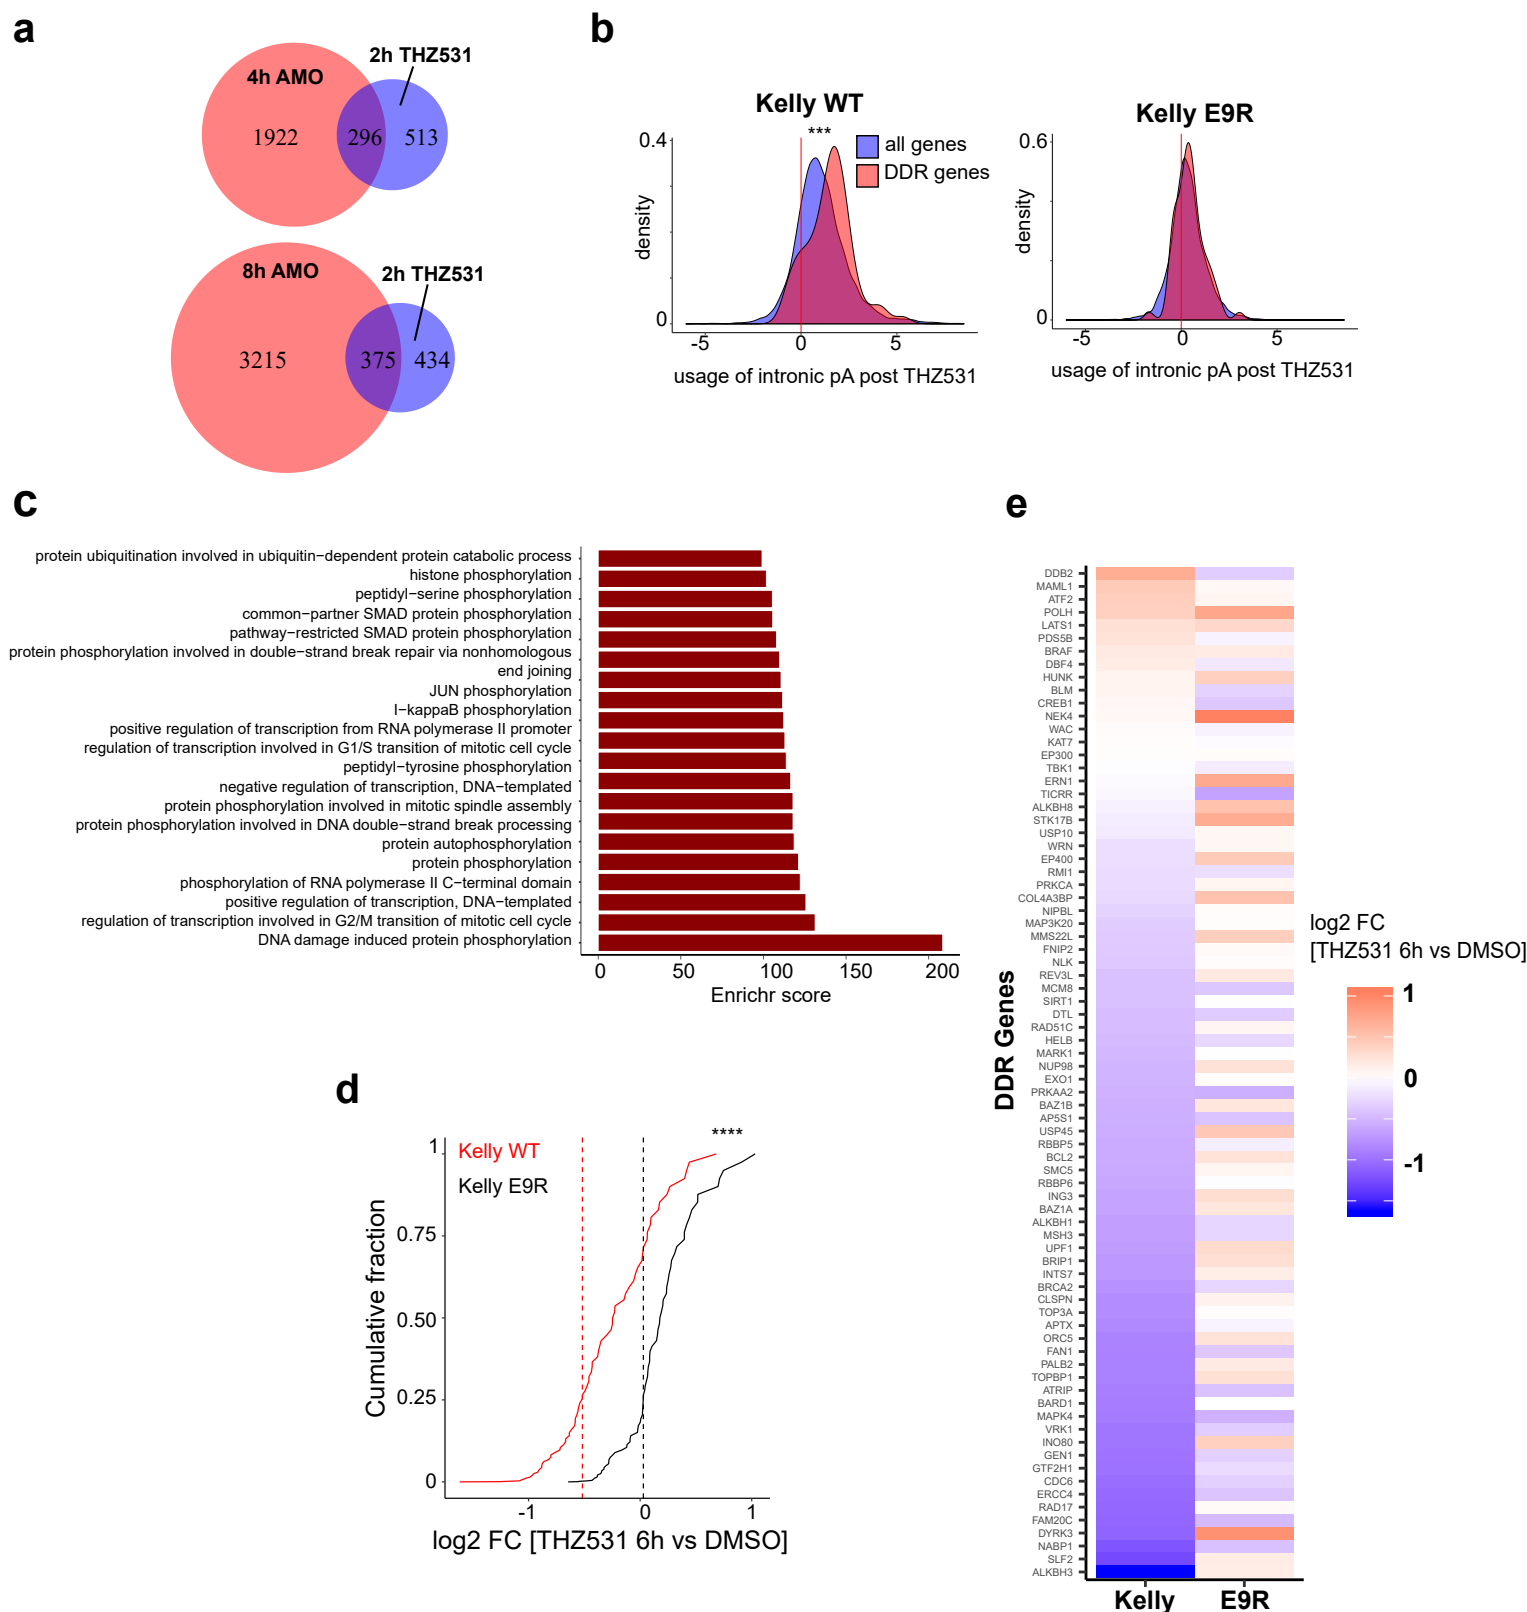 a
4h AMO
2h THZ531
1922
296
513
8h AMO
2h THZ531
3215
375
434
b
Kelly WT
***
all genes
DDR genes
0.4
0
density
-5
0
5
usage of intronic pA post THZ531
Kelly E9R
0.6
0
density
-5
0
5
usage of intronic pA post THZ531
c
protein ubiquitination involved in ubiquitin−dependent protein catabolic process
histone phosphorylation
peptidyl−serine phosphorylation
common−partner SMAD protein phosphorylation
pathway−restricted SMAD protein phosphorylation
protein phosphorylation involved in double−strand break repair via nonhomologous
end joining
JUN phosphorylation
I−kappaB phosphorylation
positive regulation of transcription from RNA polymerase II promoter
regulation of transcription involved in G1/S transition of mitotic cell cycle
peptidyl−tyrosine phosphorylation
negative regulation of transcription, DNA−templated
protein phosphorylation involved in mitotic spindle assembly
protein phosphorylation involved in DNA double−strand break processing
protein autophosphorylation
protein phosphorylation
phosphorylation of RNA polymerase II C−terminal domain
positive regulation of transcription, DNA−templated
regulation of transcription involved in G2/M transition of mitotic cell cycle
DNA damage induced protein phosphorylation
0
50
100
150
200
Enrichr score
d
Kelly WT
Kelly E9R
****
1
0.75
0.50
0.25
0
Cumulative fraction
-1
0
1
log2 FC [THZ531 6h vs DMSO]
e
DDR Genes
DDB2
MAML1
ATF2
POLH
LATS1
PDS5B
BRAF
DBF4
HUNK
BLM
CREB1
NEK4
WAC
KAT7
EP300
TBK1
ERN1
TICRR
ALKBH8
STK17B
USP10
WRN
EP400
RMI1
PRKCA
COL4A3BP
NIPBL
MAP3K20
MMS22L
FNIP2
NLK
REV3L
MCM8
SIRT1
DTL
RAD51C
HELB
MARK1
NUP98
EXO1
PRKAA2
BAZ1B
AP5S1
USP45
RBBP5
BCL2
SMC5
RBBP6
ING3
BAZ1A
ALKBH1
MSH3
UPF1
BRIP1
INTS7
BRCA2
CLSPN
TOP3A
APTX
ORC5
FAN1
PALB2
TOPBP1
ATRIP
BARD1
MAPK4
VRK1
INO80
GEN1
GTF2H1
CDC6
ERCC4
RAD17
FAM20C
DYRK3
NABP1
SLF2
ALKBH3
Kelly
E9R
log2 FC
[THZ531 6h vs DMSO]
1
0
-1